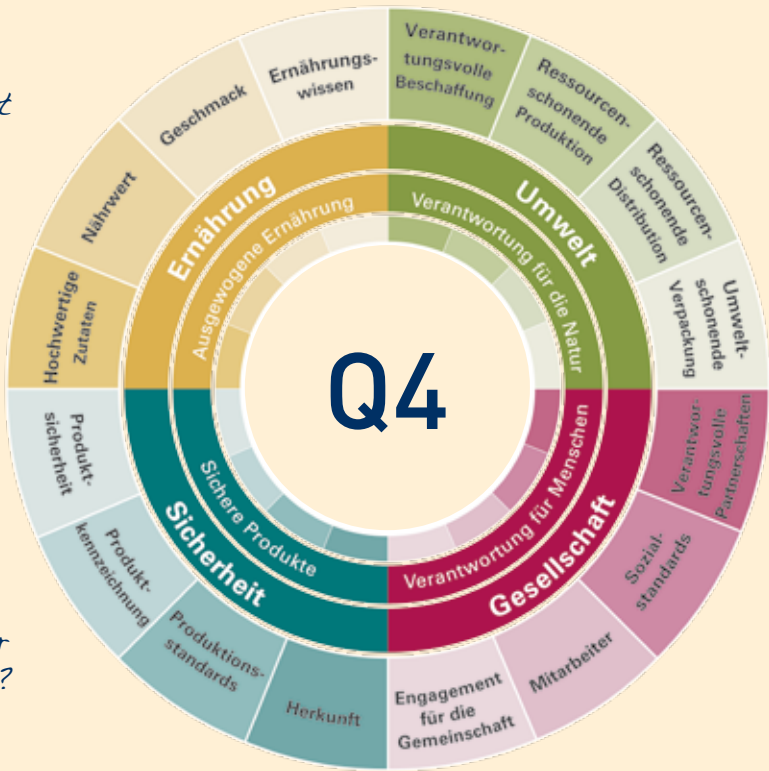 Verantwor-
tungsvolle
Beschaffung
Ressourcen-
schonende
Produktion
Ressourcen-
schonende
Distribution
Umwelt-
schonende
Verpackung
Verantwor-
tungsvolle
Partnerschaften
Sozial-
standards
Mitarbeiter
Engagement
für die
Gemeinschaft
Herkunft
Produktions-
standards
Produkt-
kennzeichnung
Produkt-
sicherheit
Hochwertige
Zutaten
Nährwert
Geschmack
Ernährungs-
wissen
Ernährung
Umwelt
Gesellschaft
Sicherheit
Ausgewogene Ernährung
Verantwortung für die Natur
Verantwortung für Menschen
Sichere Produkte
Q4
t
r
?